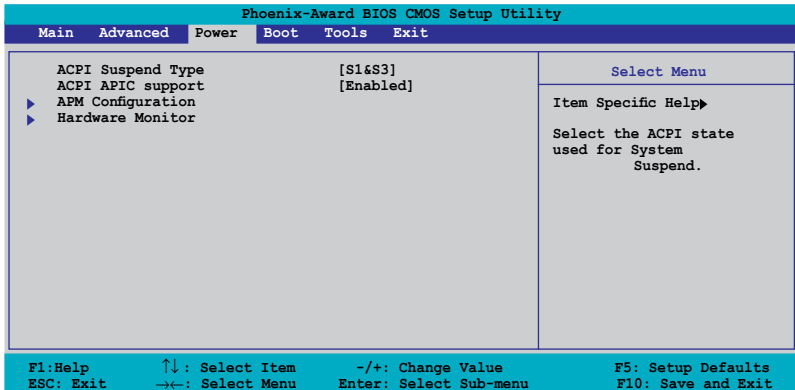 Phoenix-Award BIOS CMOS Setup Utility
Main Advanced Power Boot Tools Exit
ACPI Suspend Type [S1&S3]
ACPI APIC support [Enabled]
APM Configuration
Hardware Monitor
Select Menu
Item Specific Help
Select the ACPI state
used for System
Suspend.
F1:Help ↑↓: Select Item -/+: Change Value F5: Setup Defaults
ESC: Exit →←: Select Menu Enter: Select Sub-menu F10: Save and Exit